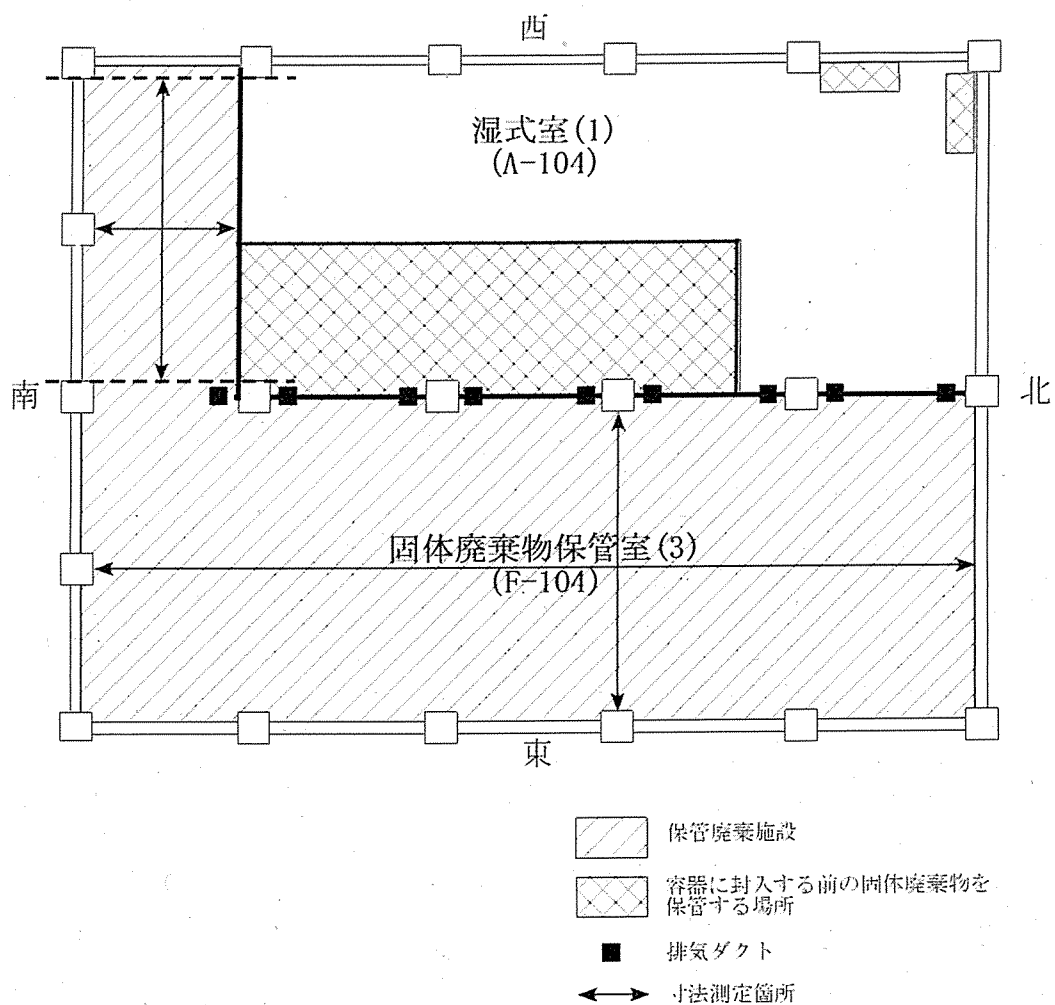 西
湿式室(1)
(A-104)
南
北
固体廃棄物保管室(3)
(F-104)
東
保管廃棄施設
容器に封入する前の固体廃棄物を
保管する場所
排気ダクト
寸法測定箇所